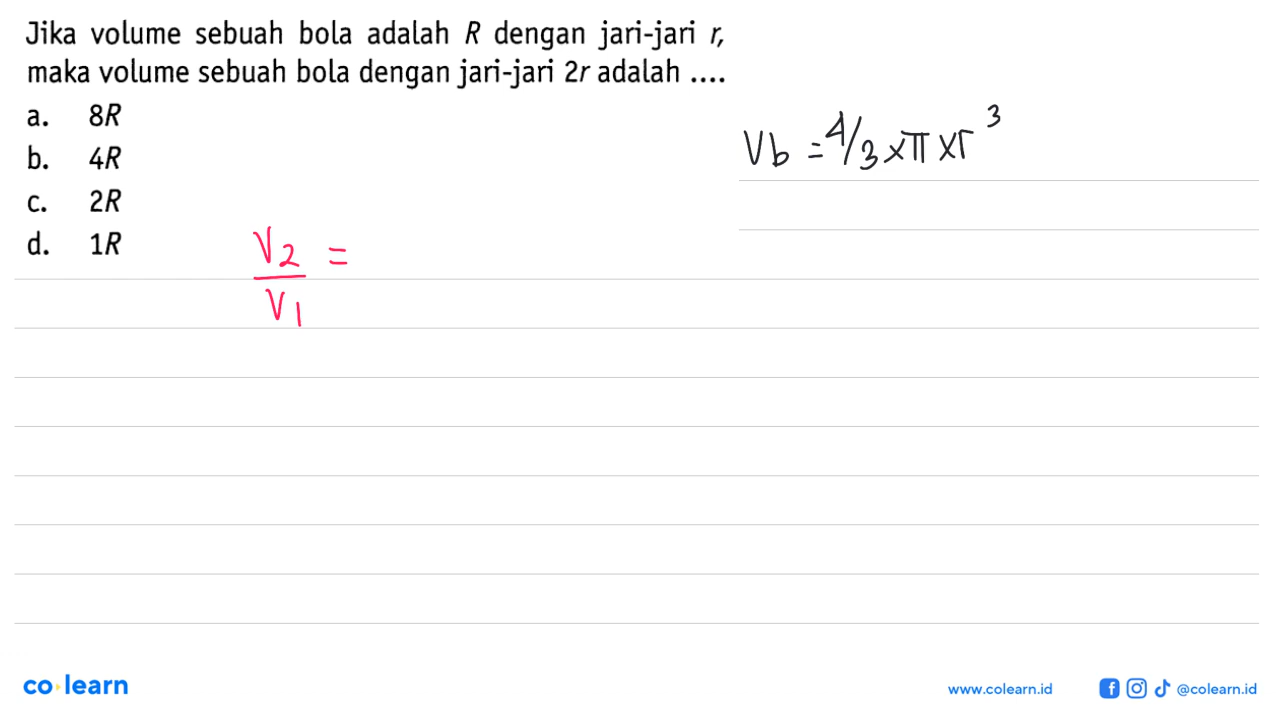 Jika volume sebuah bola adalah R dengan jari-jari r,
maka volume sebuah bola dengan jari-jari 2r adalah ....
a. 8R
b. 4R
c. 2R
d. 1R
Vb = 4/3 × π × r³
V2 =
V1
co learn
www.colearn.id @colearn.id